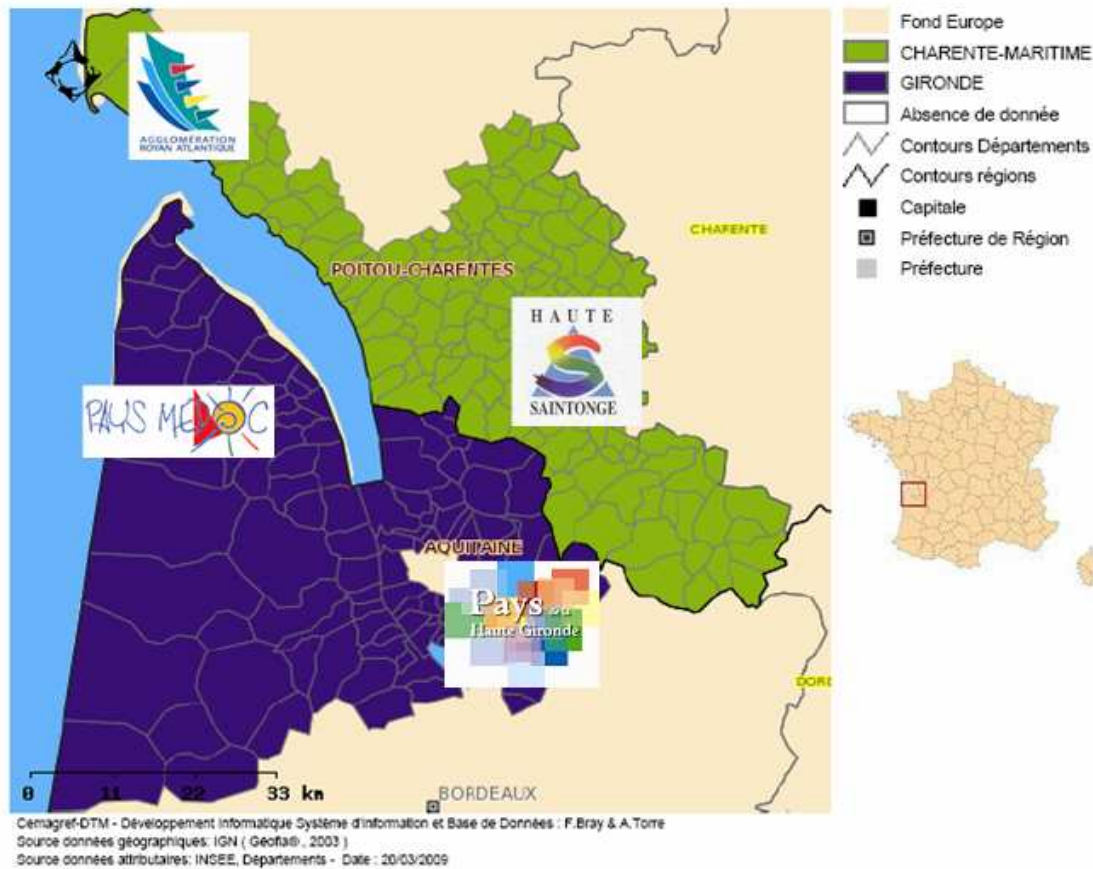 Fond Europe
CHARENTE-MARITIME
GIRONDE
Absence de donnée
Contours Départements
Contours régions
Capitale
Préfecture de Région
Préfecture
AGGLOMÉRATION
ROYAN ATLANTIQUE
CHARENTE
POITOU-CHARENTES
HAUTE
SAINTONGE
PAYS MEDOC
AQUITAINE
Pays de la
Haute Gironde
DORD
0 11 22 33 km
BORDEAUX
Cemagref-DTM - Développement Informatique Système d'Information et Base de Données : F.Bray & A.Torre
Source données géographiques: IGN ( Geofla®, 2003 )
Source données attributaires: INSEE, Départements - Date : 20/03/2009